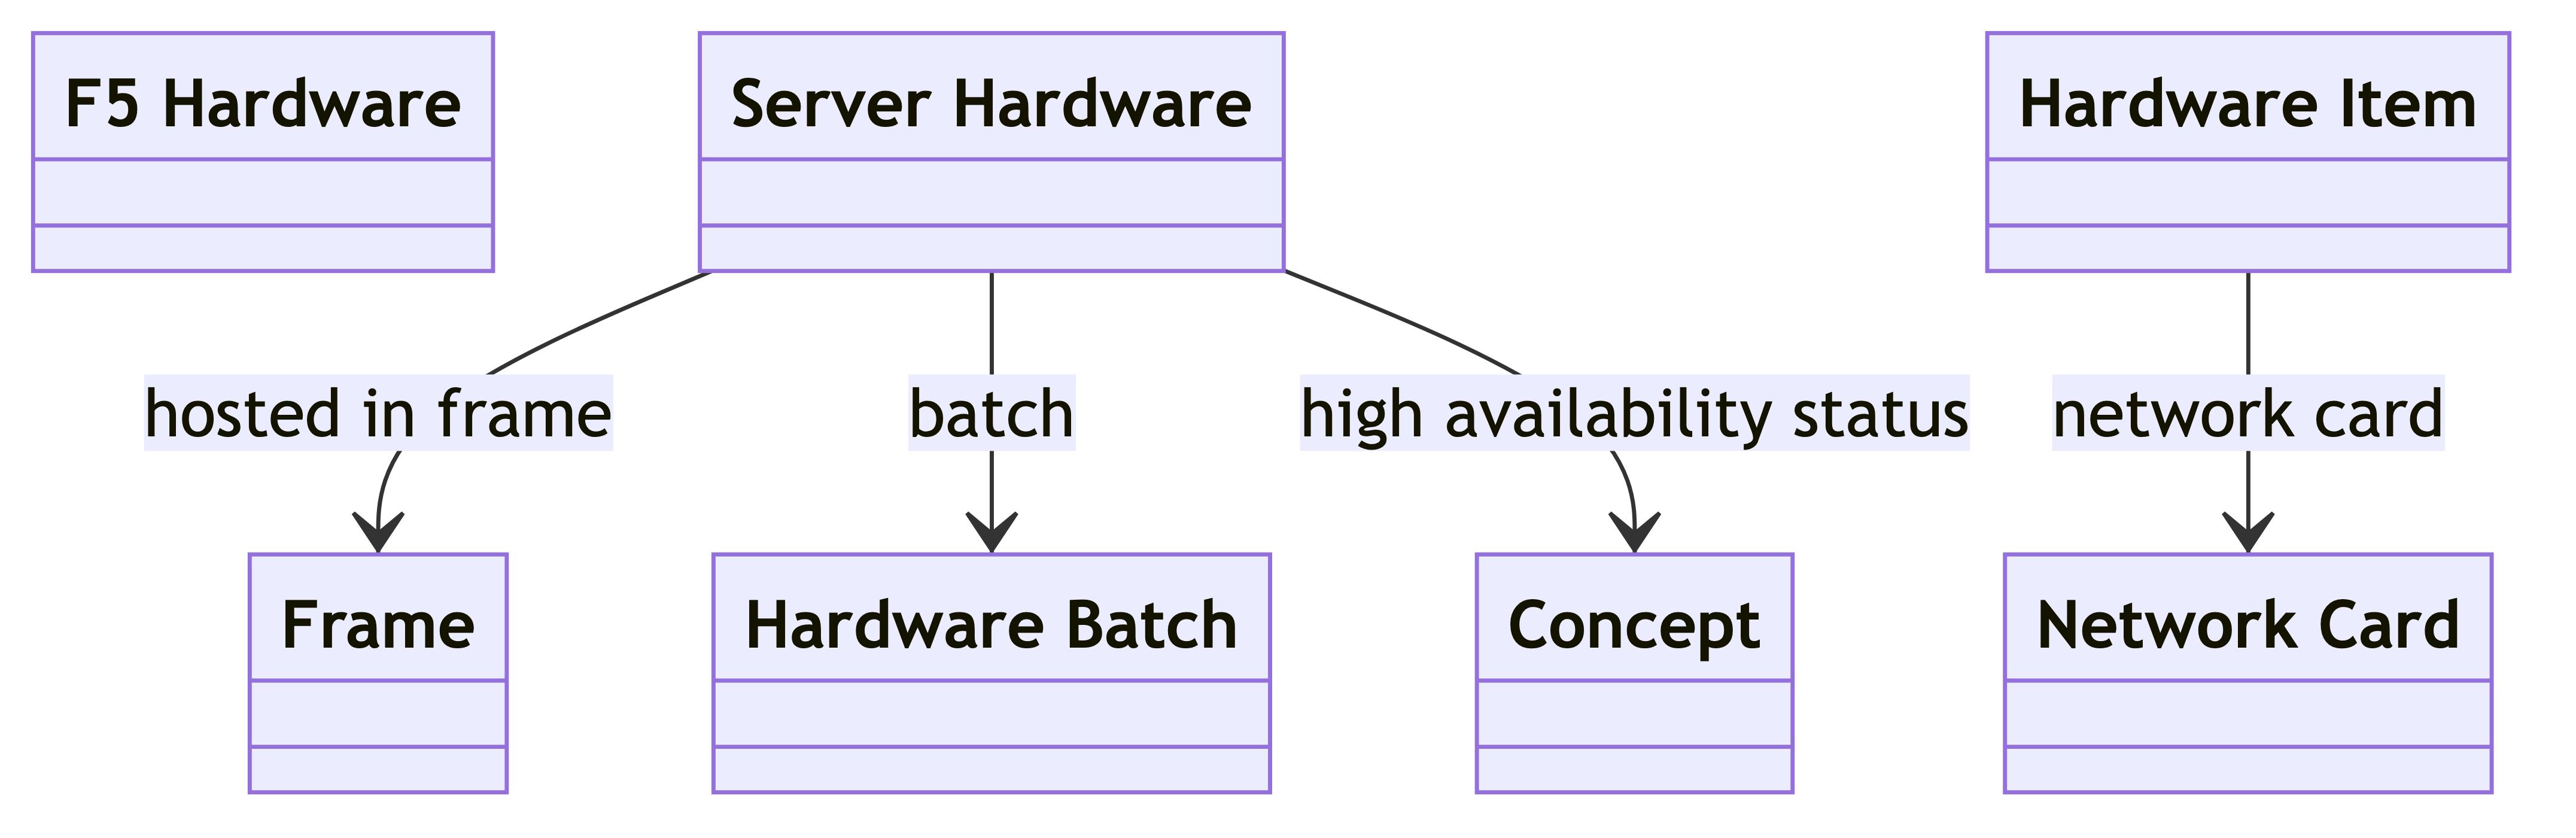 F5 Hardware
Server Hardware
Hardware Item
hosted in frame
batch
high availability status
network card
Frame
Hardware Batch
Concept
Network Card